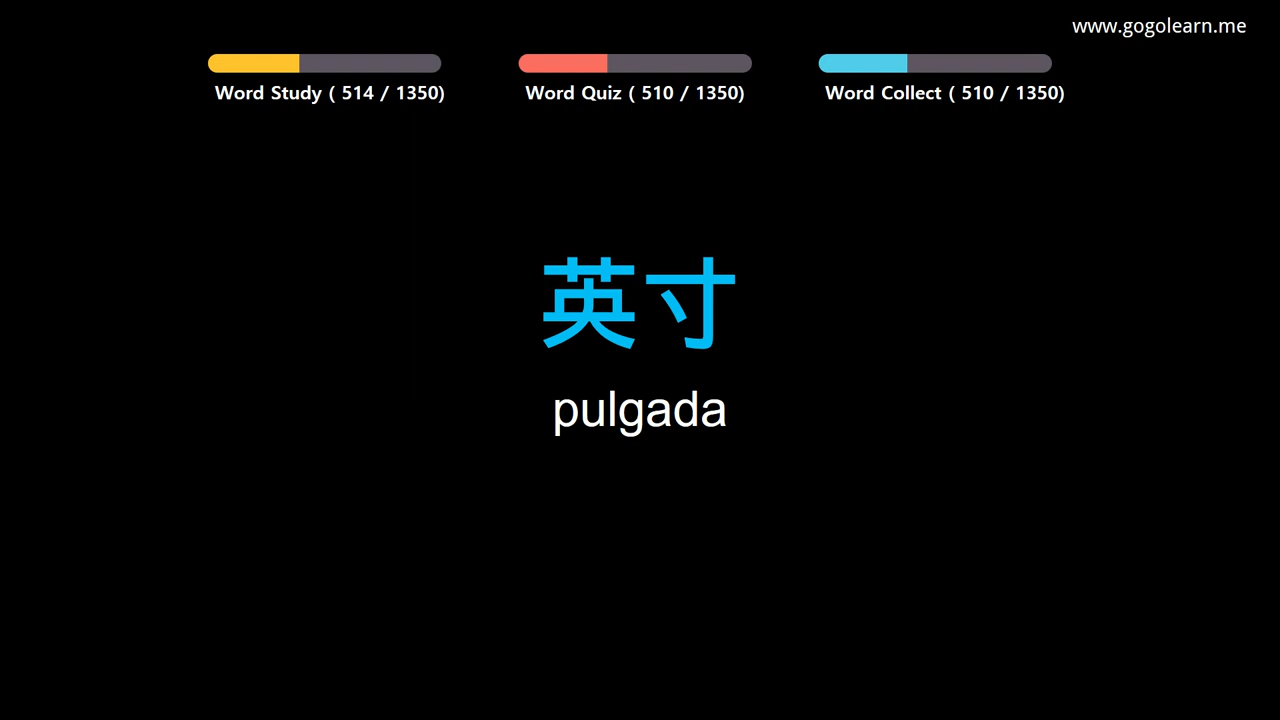 www.gogolearn.me
Word Study ( 514 / 1350)
Word Quiz ( 510 / 1350)
Word Collect ( 510 / 1350)
英寸
pulgada